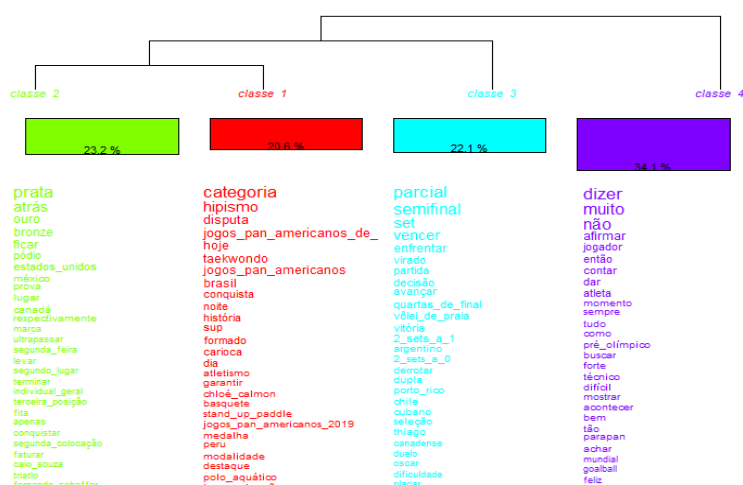 classe 2
classe 1
classe 3
classe 4
23.2 %
20.6 %
22.1 %
34.1 %
prata
atrás
ouro
bronze
ficar
pódio
estados_unidos
méxico
prova
lugar
canadá
respectivamente
marca
ultrapassar
segunda_feira
levar
segundo_lugar
terminar
individual_geral
terceira_posição
fita
apenas
conquistar
segunda_colocação
faturar
caio_souza
triatlo
categoria
hipismo
disputa
jogos_pan_americanos_de_
hoje
taekwondo
jogos_pan_americanos
brasil
conquista
noite
história
sup
formado
carioca
dia
atletismo
garantir
chloé_calmon
basquete
stand_up_paddle
jogos_pan_americanos_2019
medalha
peru
modalidade
destaque
polo_aquático
parcial
semifinal
set
vencer
enfrentar
virado
partida
decisão
avançar
quartas_de_final
vôlei_de_praia
vitória
2_sets_a_1
argentino
2_sets_a_0
derrotar
dupla
porto_rico
chile
cubano
seleção
thiago
canadense
duelo
oscar
dificuldade
placar
dizer
muito
não
afirmar
jogador
então
contar
dar
atleta
momento
sempre
tudo
como
pré_olímpico
buscar
forte
técnico
difícil
mostrar
acontecer
bem
tão
parapan
achar
mundial
goalball
feliz